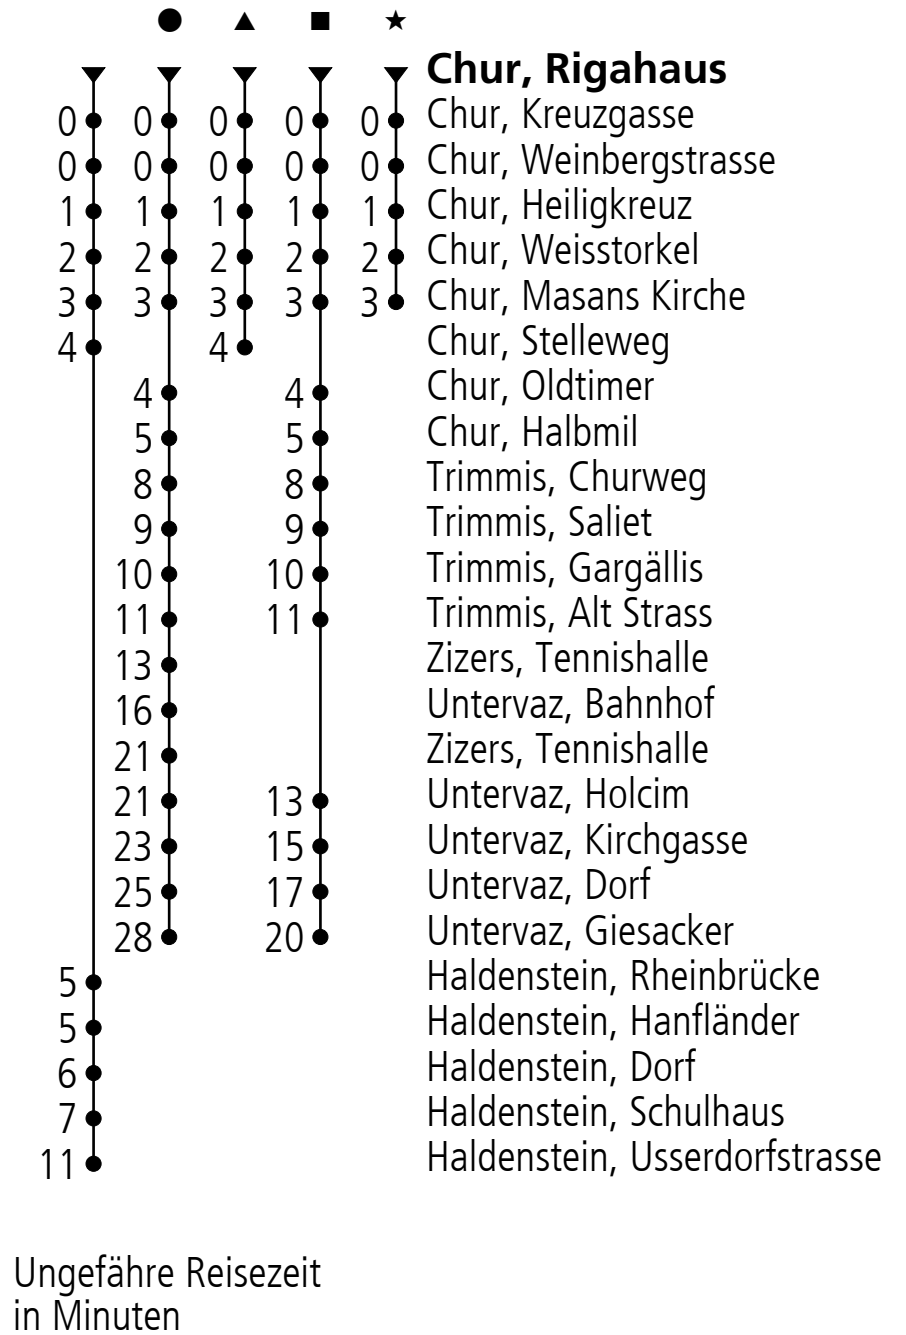 ● ▲ ■ ★
Chur, Rigahaus
0 0 0 0 0 Chur, Kreuzgasse
0 0 0 0 0 Chur, Weinbergstrasse
1 1 1 1 1 Chur, Heiligkreuz
2 2 2 2 2 Chur, Weisstorkel
3 3 3 3 3 Chur, Masans Kirche
4 4 Chur, Stelleweg
4 4 Chur, Oldtimer
5 5 Chur, Halbmil
8 8 Trimmis, Churweg
9 9 Trimmis, Saliet
10 10 Trimmis, Gargällis
11 11 Trimmis, Alt Strass
13 Zizers, Tennishalle
16 Untervaz, Bahnhof
21 Zizers, Tennishalle
21 13 Untervaz, Holcim
23 15 Untervaz, Kirchgasse
25 17 Untervaz, Dorf
28 20 Untervaz, Giesacker
5 Haldenstein, Rheinbrücke
5 Haldenstein, Hanfländer
6 Haldenstein, Dorf
7 Haldenstein, Schulhaus
11 Haldenstein, Usserdorfstrasse
Ungefähre Reisezeit
in Minuten